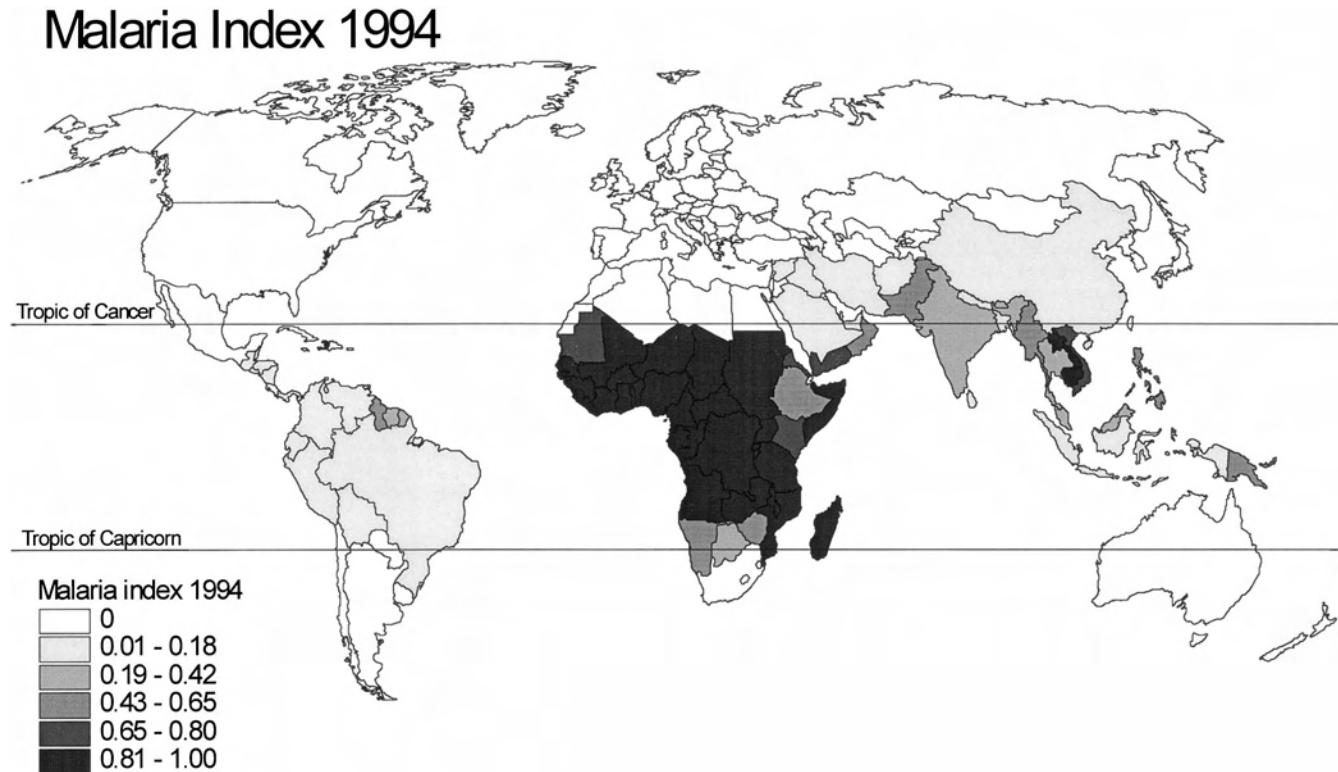 Malaria Index 1994
Tropic of Cancer
Tropic of Capricorn
Malaria index 1994
0
0.01 - 0.18
0.19 - 0.42
0.43 - 0.65
0.65 - 0.80
0.81 - 1.00